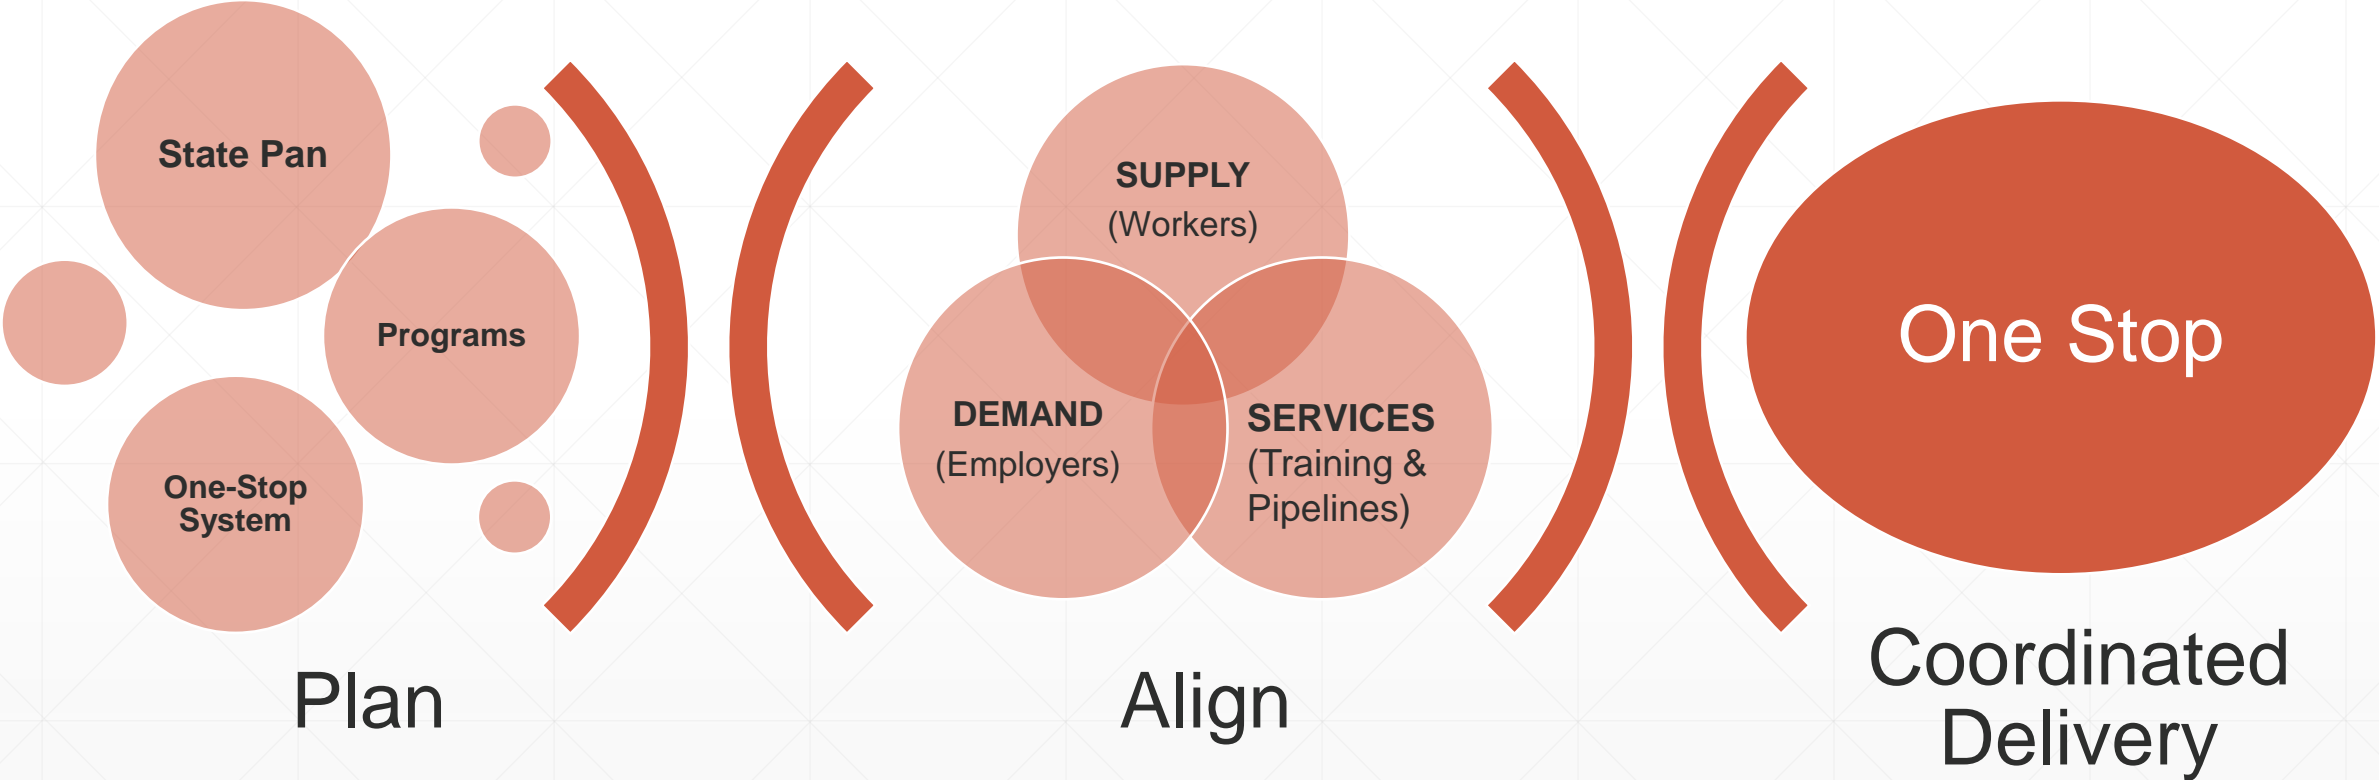 State Pan
Programs
One-Stop
System
Plan
SUPPLY
(Workers)
DEMAND
(Employers)
SERVICES
(Training &
Pipelines)
Align
One Stop
Coordinated
Delivery